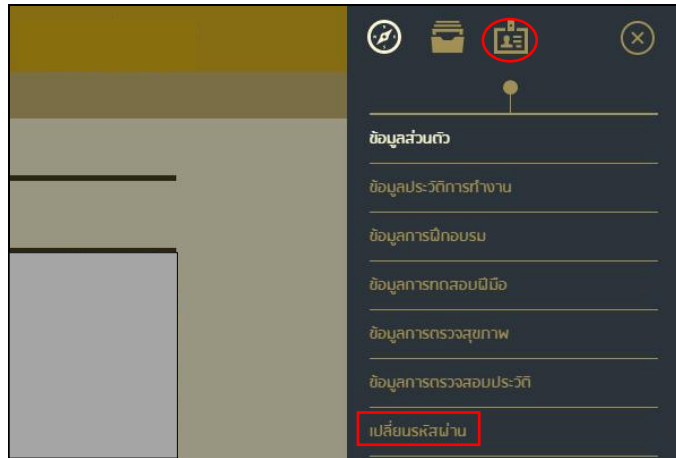 ข้อมูลส่วนตัว
ข้อมูลประวัติการทำงาน
ข้อมูลการฝึกอบรม
ข้อมูลการทดสอบฝีมือ
ข้อมูลการตรวจสุขภาพ
ข้อมูลการตรวจสอบประวัติ
เปลี่ยนรหัสผ่าน